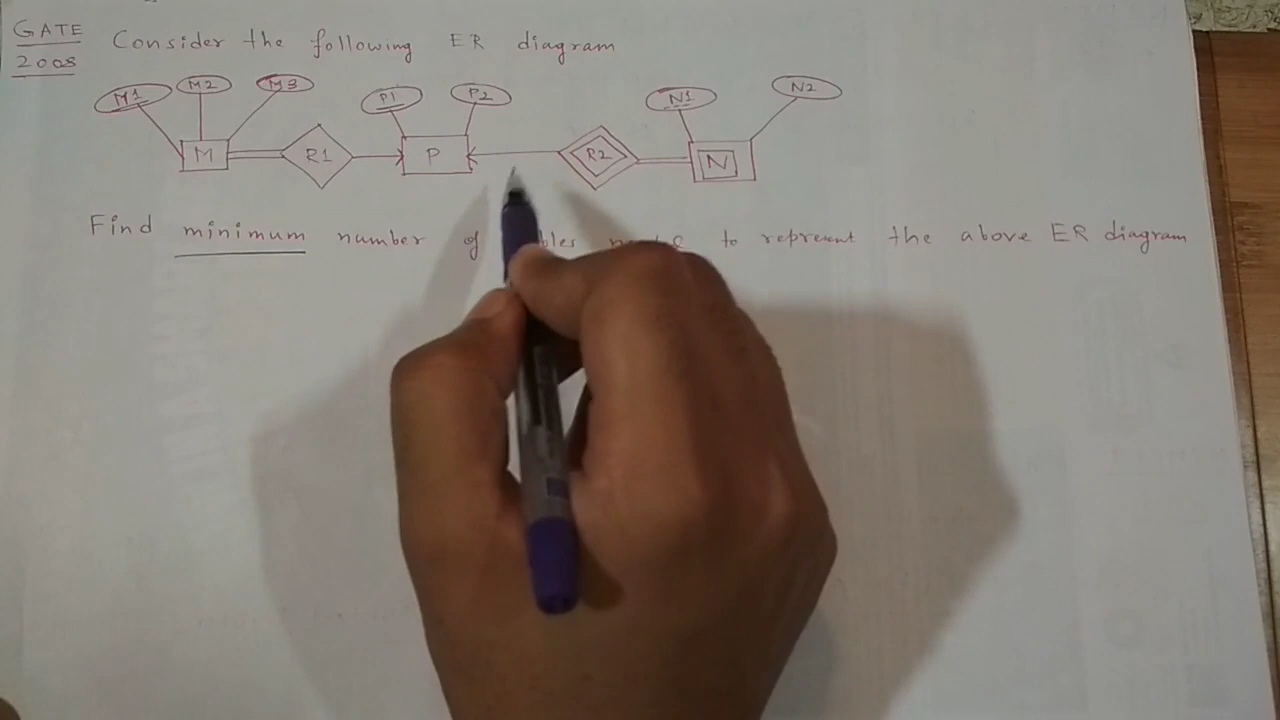 GATE
2008
Consider the following ER diagram
M1 M2 M3 P1 P2 N1 N2
M R1 P R2 N
Find minimum number of to represent the above ER diagram